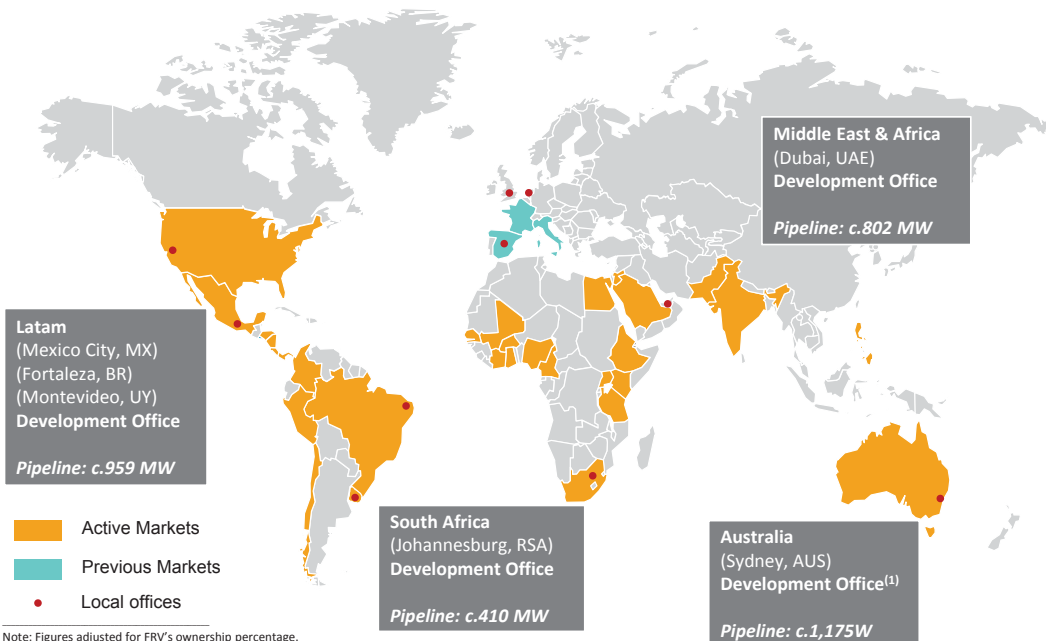 Middle East & Africa
(Dubai, UAE)
Development Office
Pipeline: c.802 MW
Latam
(Mexico City, MX)
(Fortaleza, BR)
(Montevideo, UY)
Development Office
Pipeline: c.959 MW
Active Markets
Previous Markets
Local offices
South Africa
(Johannesburg, RSA)
Development Office
Pipeline: c.410 MW
Australia
(Sydney, AUS)
Development Office(1)
Pipeline: c.1,175W
Note: Figures adjusted for FRV's ownership percentage.